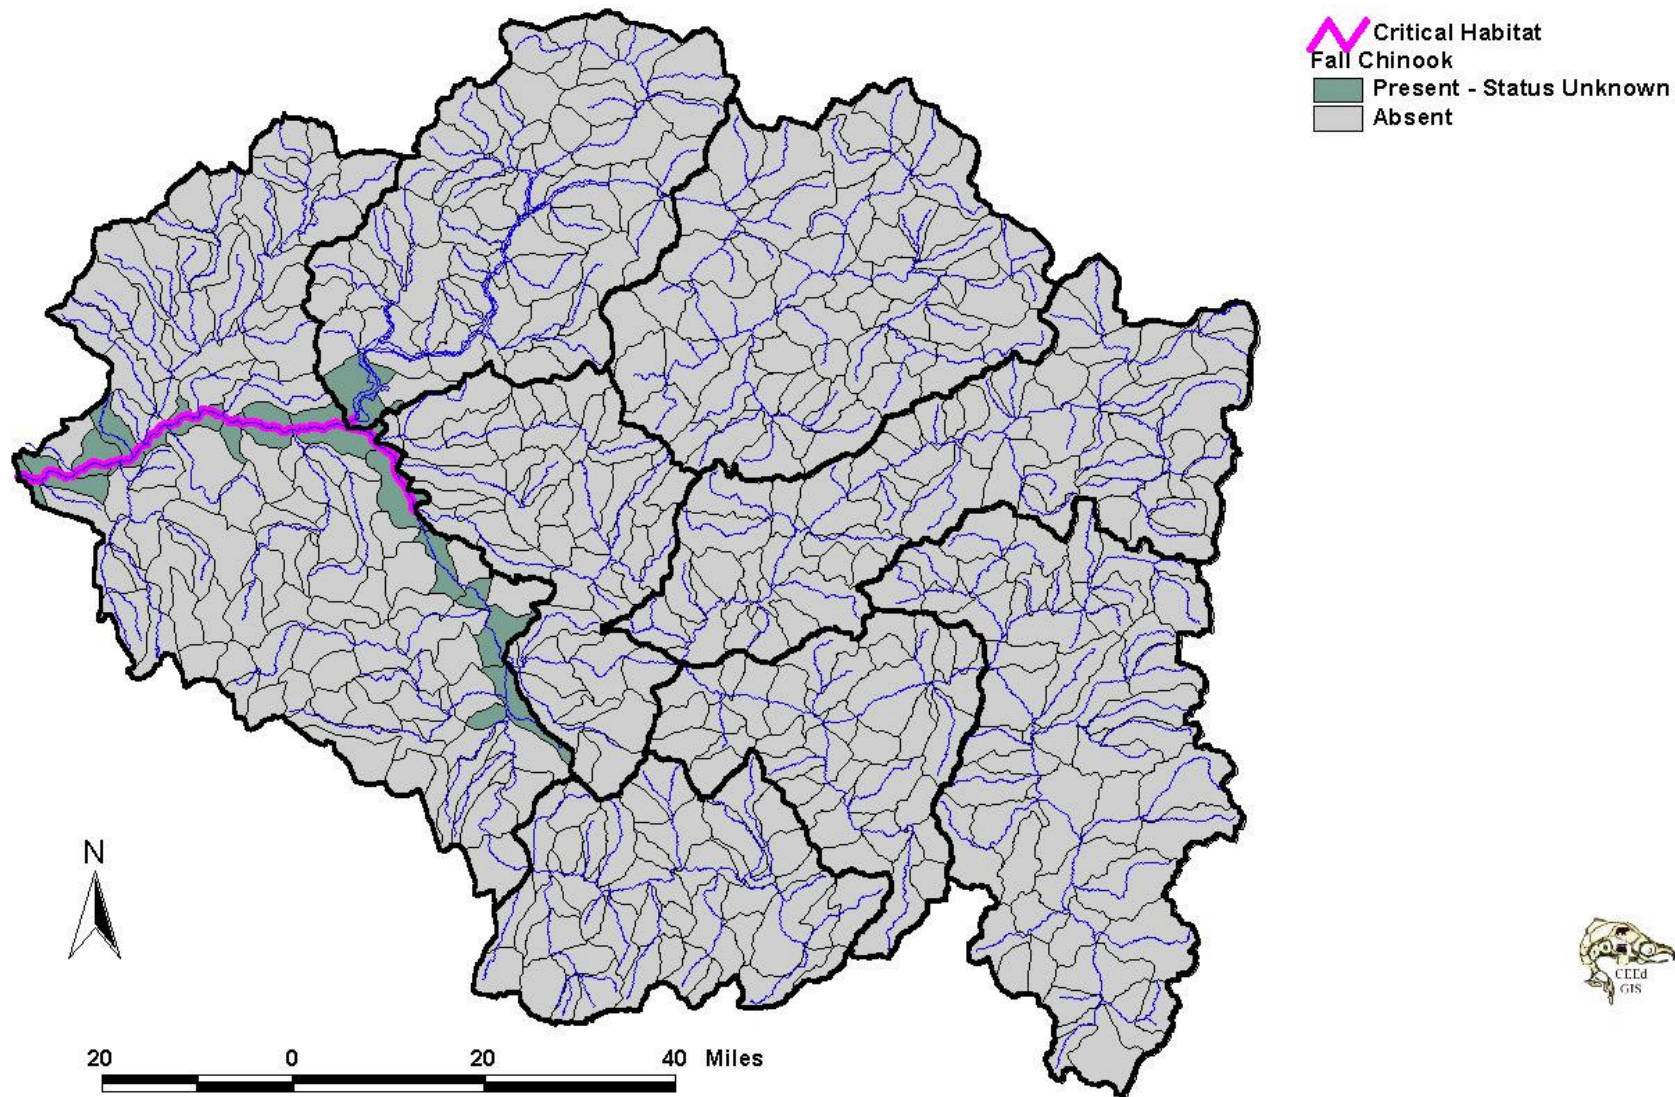 Critical Habitat
Fall Chinook
Present - Status Unknown
Absent
N
CEEd
GIS
20 0 20 40 Miles